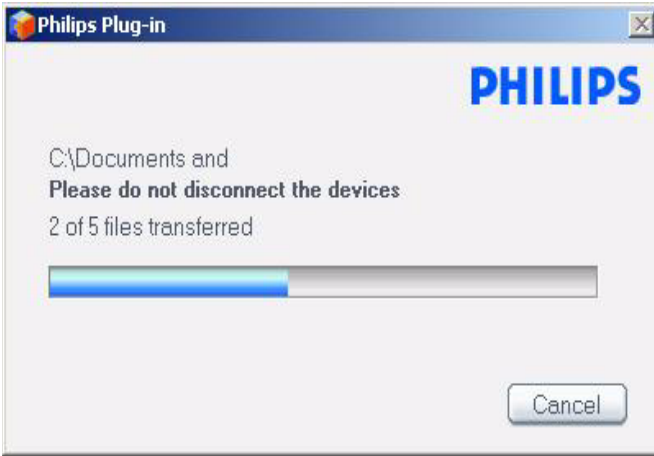 Philips Plug-in
PHILIPS
C:\Documents and
Please do not disconnect the devices
2 of 5 files transferred
Cancel